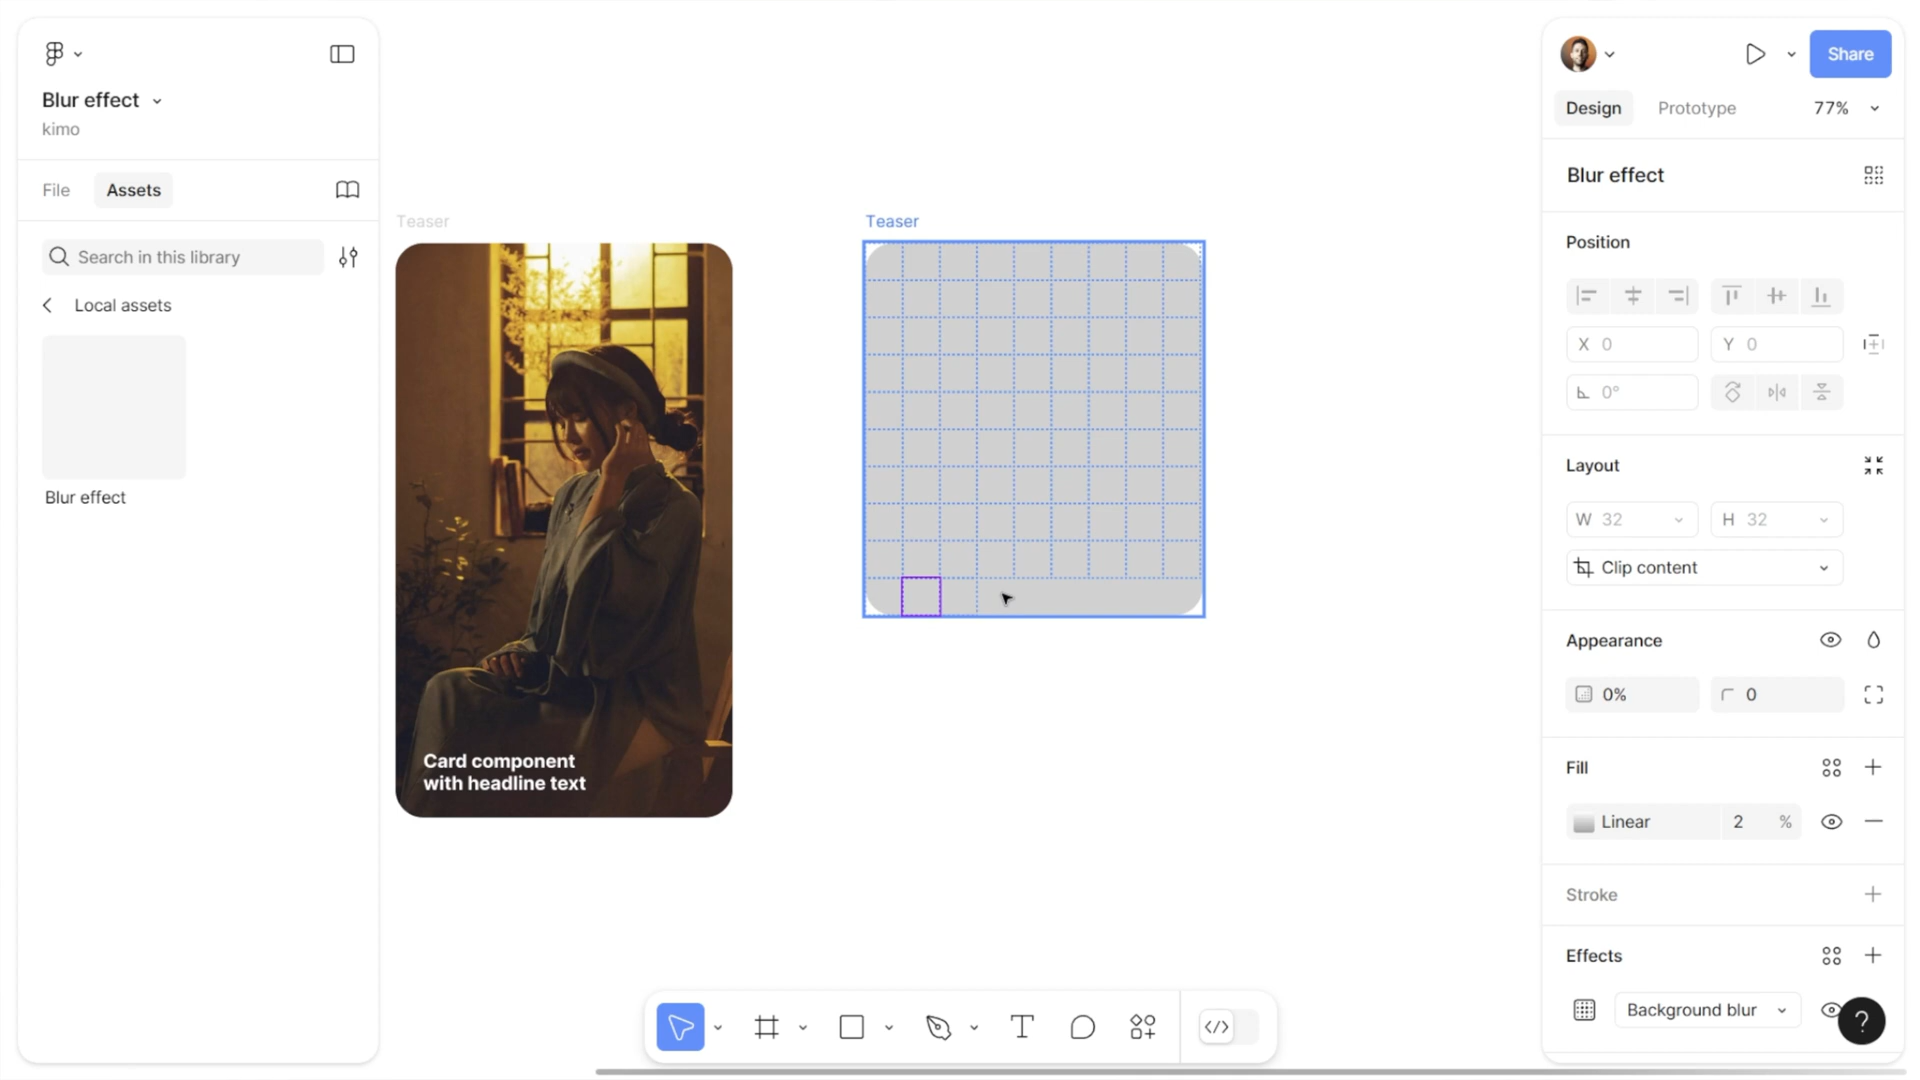 Blur effect
kimo
File
Assets
Search in this library
Local assets
Blur effect
Teaser
Card component
with headline text
Teaser
Share
Design
Prototype
77%
Blur effect
Position
X 0
Y 0
0°
Layout
W 32
H 32
Clip content
Appearance
0%
0
Fill
Linear
2 %
Stroke
Effects
Background blur
?